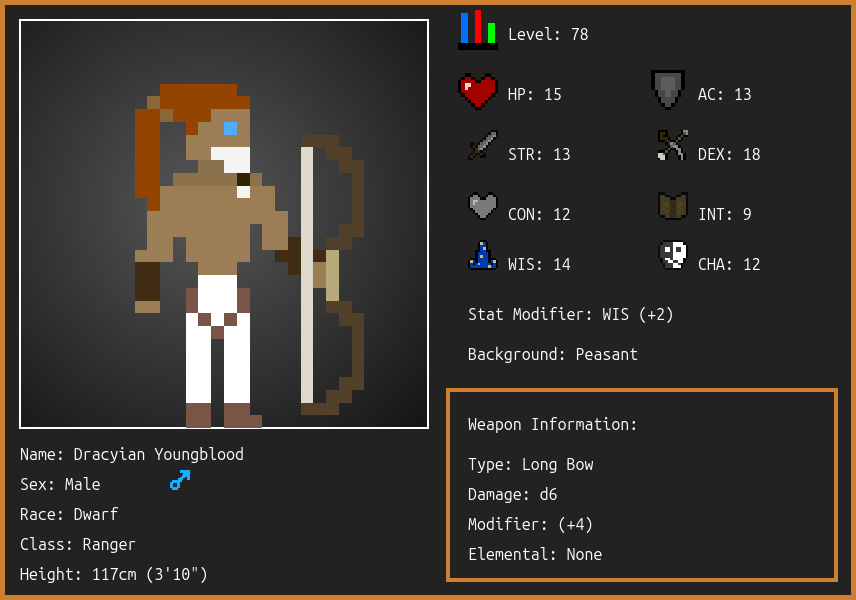 Level: 78
HP: 15
AC: 13
STR: 13
DEX: 18
CON: 12
INT: 9
WIS: 14
CHA: 12
Stat Modifier: WIS (+2)
Background: Peasant
Weapon Information:
Type: Long Bow
Damage: d6
Modifier: (+4)
Elemental: None
Name: Dracyian Youngblood
Sex: Male
Race: Dwarf
Class: Ranger
Height: 117cm (3'10")